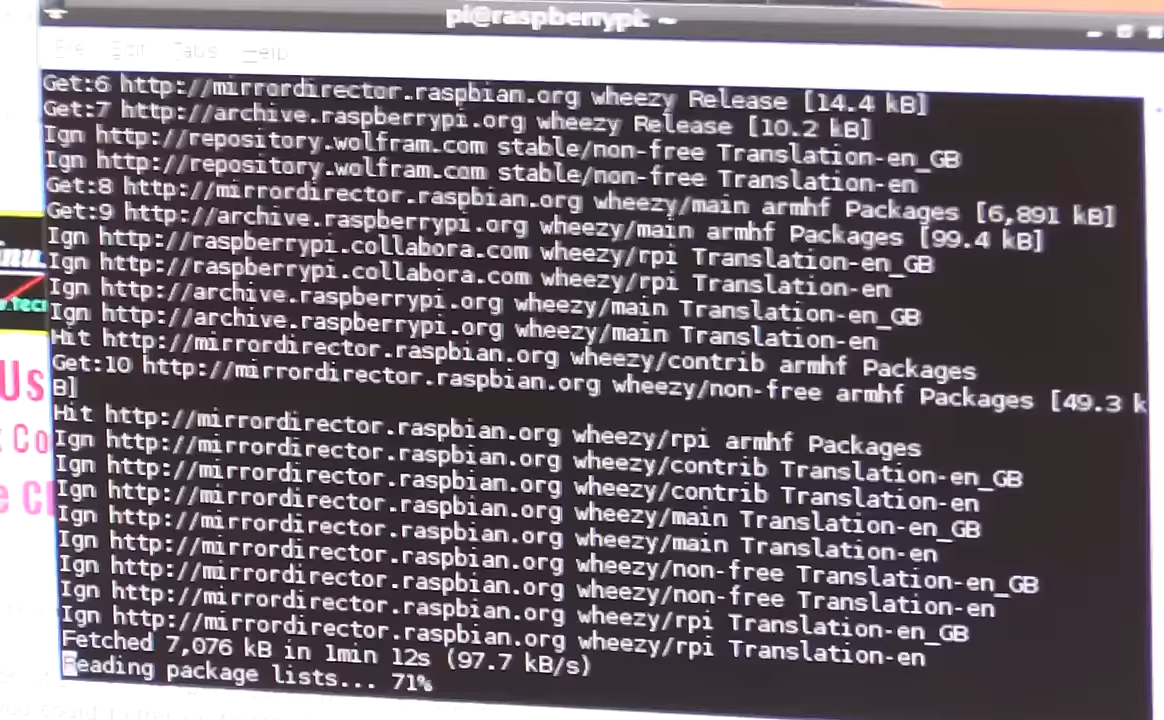 pi@raspberrypi: ~
File Edit Tabs Help
Get:6 http://mirrordirector.raspbian.org wheezy Release [14.4 kB]
Get:7 http://archive.raspberrypi.org wheezy Release [10.2 kB]
Ign http://repository.wolfram.com stable/non-free Translation-en_GB
Ign http://repository.wolfram.com stable/non-free Translation-en
Get:8 http://mirrordirector.raspbian.org wheezy/main armhf Packages [6,891 kB]
Get:9 http://archive.raspberrypi.org wheezy/main armhf Packages [99.4 kB]
Ign http://raspberrypi.collabora.com wheezy/rpi Translation-en_GB
Ign http://raspberrypi.collabora.com wheezy/rpi Translation-en
Ign http://archive.raspberrypi.org wheezy/main Translation-en_GB
Ign http://archive.raspberrypi.org wheezy/main Translation-en
Hit http://mirrordirector.raspbian.org wheezy/contrib armhf Packages
Get:10 http://mirrordirector.raspbian.org wheezy/non-free armhf Packages [49.3 k
B]
Hit http://mirrordirector.raspbian.org wheezy/rpi armhf Packages
Ign http://mirrordirector.raspbian.org wheezy/contrib Translation-en_GB
Ign http://mirrordirector.raspbian.org wheezy/contrib Translation-en
Ign http://mirrordirector.raspbian.org wheezy/main Translation-en_GB
Ign http://mirrordirector.raspbian.org wheezy/main Translation-en
Ign http://mirrordirector.raspbian.org wheezy/non-free Translation-en_GB
Ign http://mirrordirector.raspbian.org wheezy/non-free Translation-en
Ign http://mirrordirector.raspbian.org wheezy/rpi Translation-en_GB
Ign http://mirrordirector.raspbian.org wheezy/rpi Translation-en
Fetched 7,076 kB in 1min 12s (97.7 kB/s)
Reading package lists... 71%